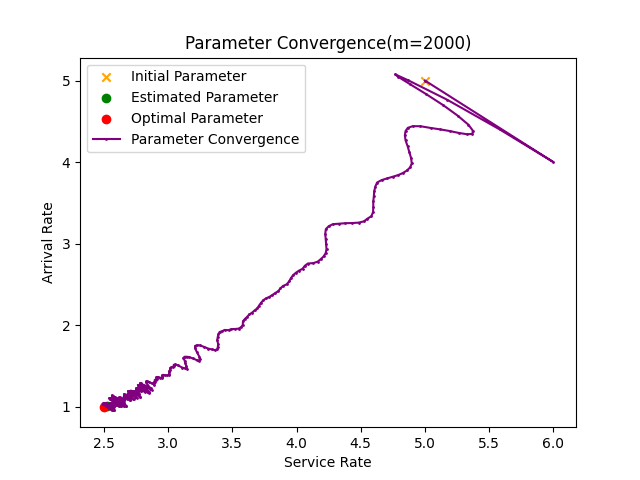 Parameter Convergence(m=2000)
Initial Parameter
Estimated Parameter
Optimal Parameter
Parameter Convergence
5
4
3
2
1
Arrival Rate
2.5 3.0 3.5 4.0 4.5 5.0 5.5 6.0
Service Rate